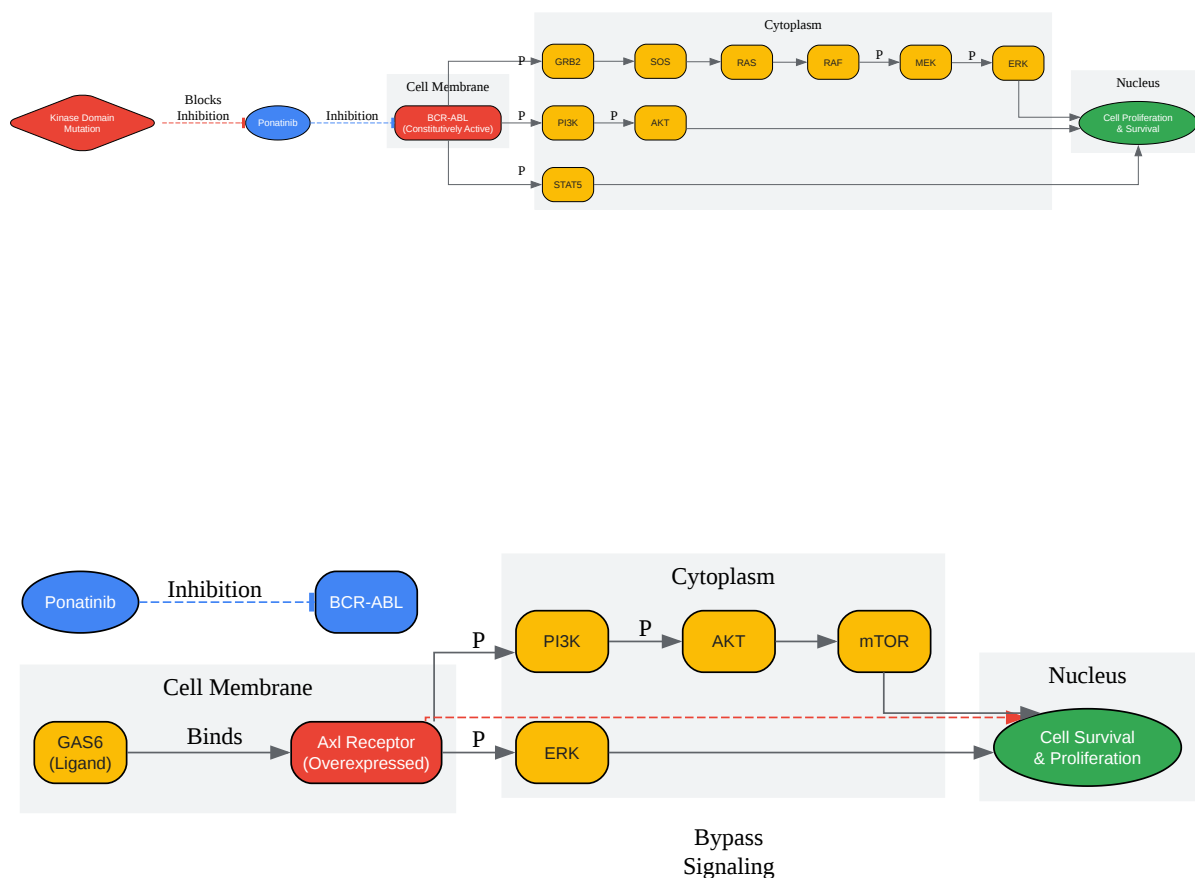 Cytoplasm
P
GRB2
SOS
RAS
RAF
P
MEK
P
ERK
Cell Membrane
Nucleus
Kinase Domain
Mutation
Blocks
Inhibition
Ponatinib
Inhibition
BCR-ABL
(Constitutively Active)
P
PI3K
P
AKT
Cell Proliferation
& Survival
P
STAT5
Ponatinib
Inhibition
BCR-ABL
Cytoplasm
P
PI3K
P
AKT
mTOR
Cell Membrane
Nucleus
GAS6
(Ligand)
Binds
Axl Receptor
(Overexpressed)
P
ERK
Cell Survival
& Proliferation
Bypass
Signaling